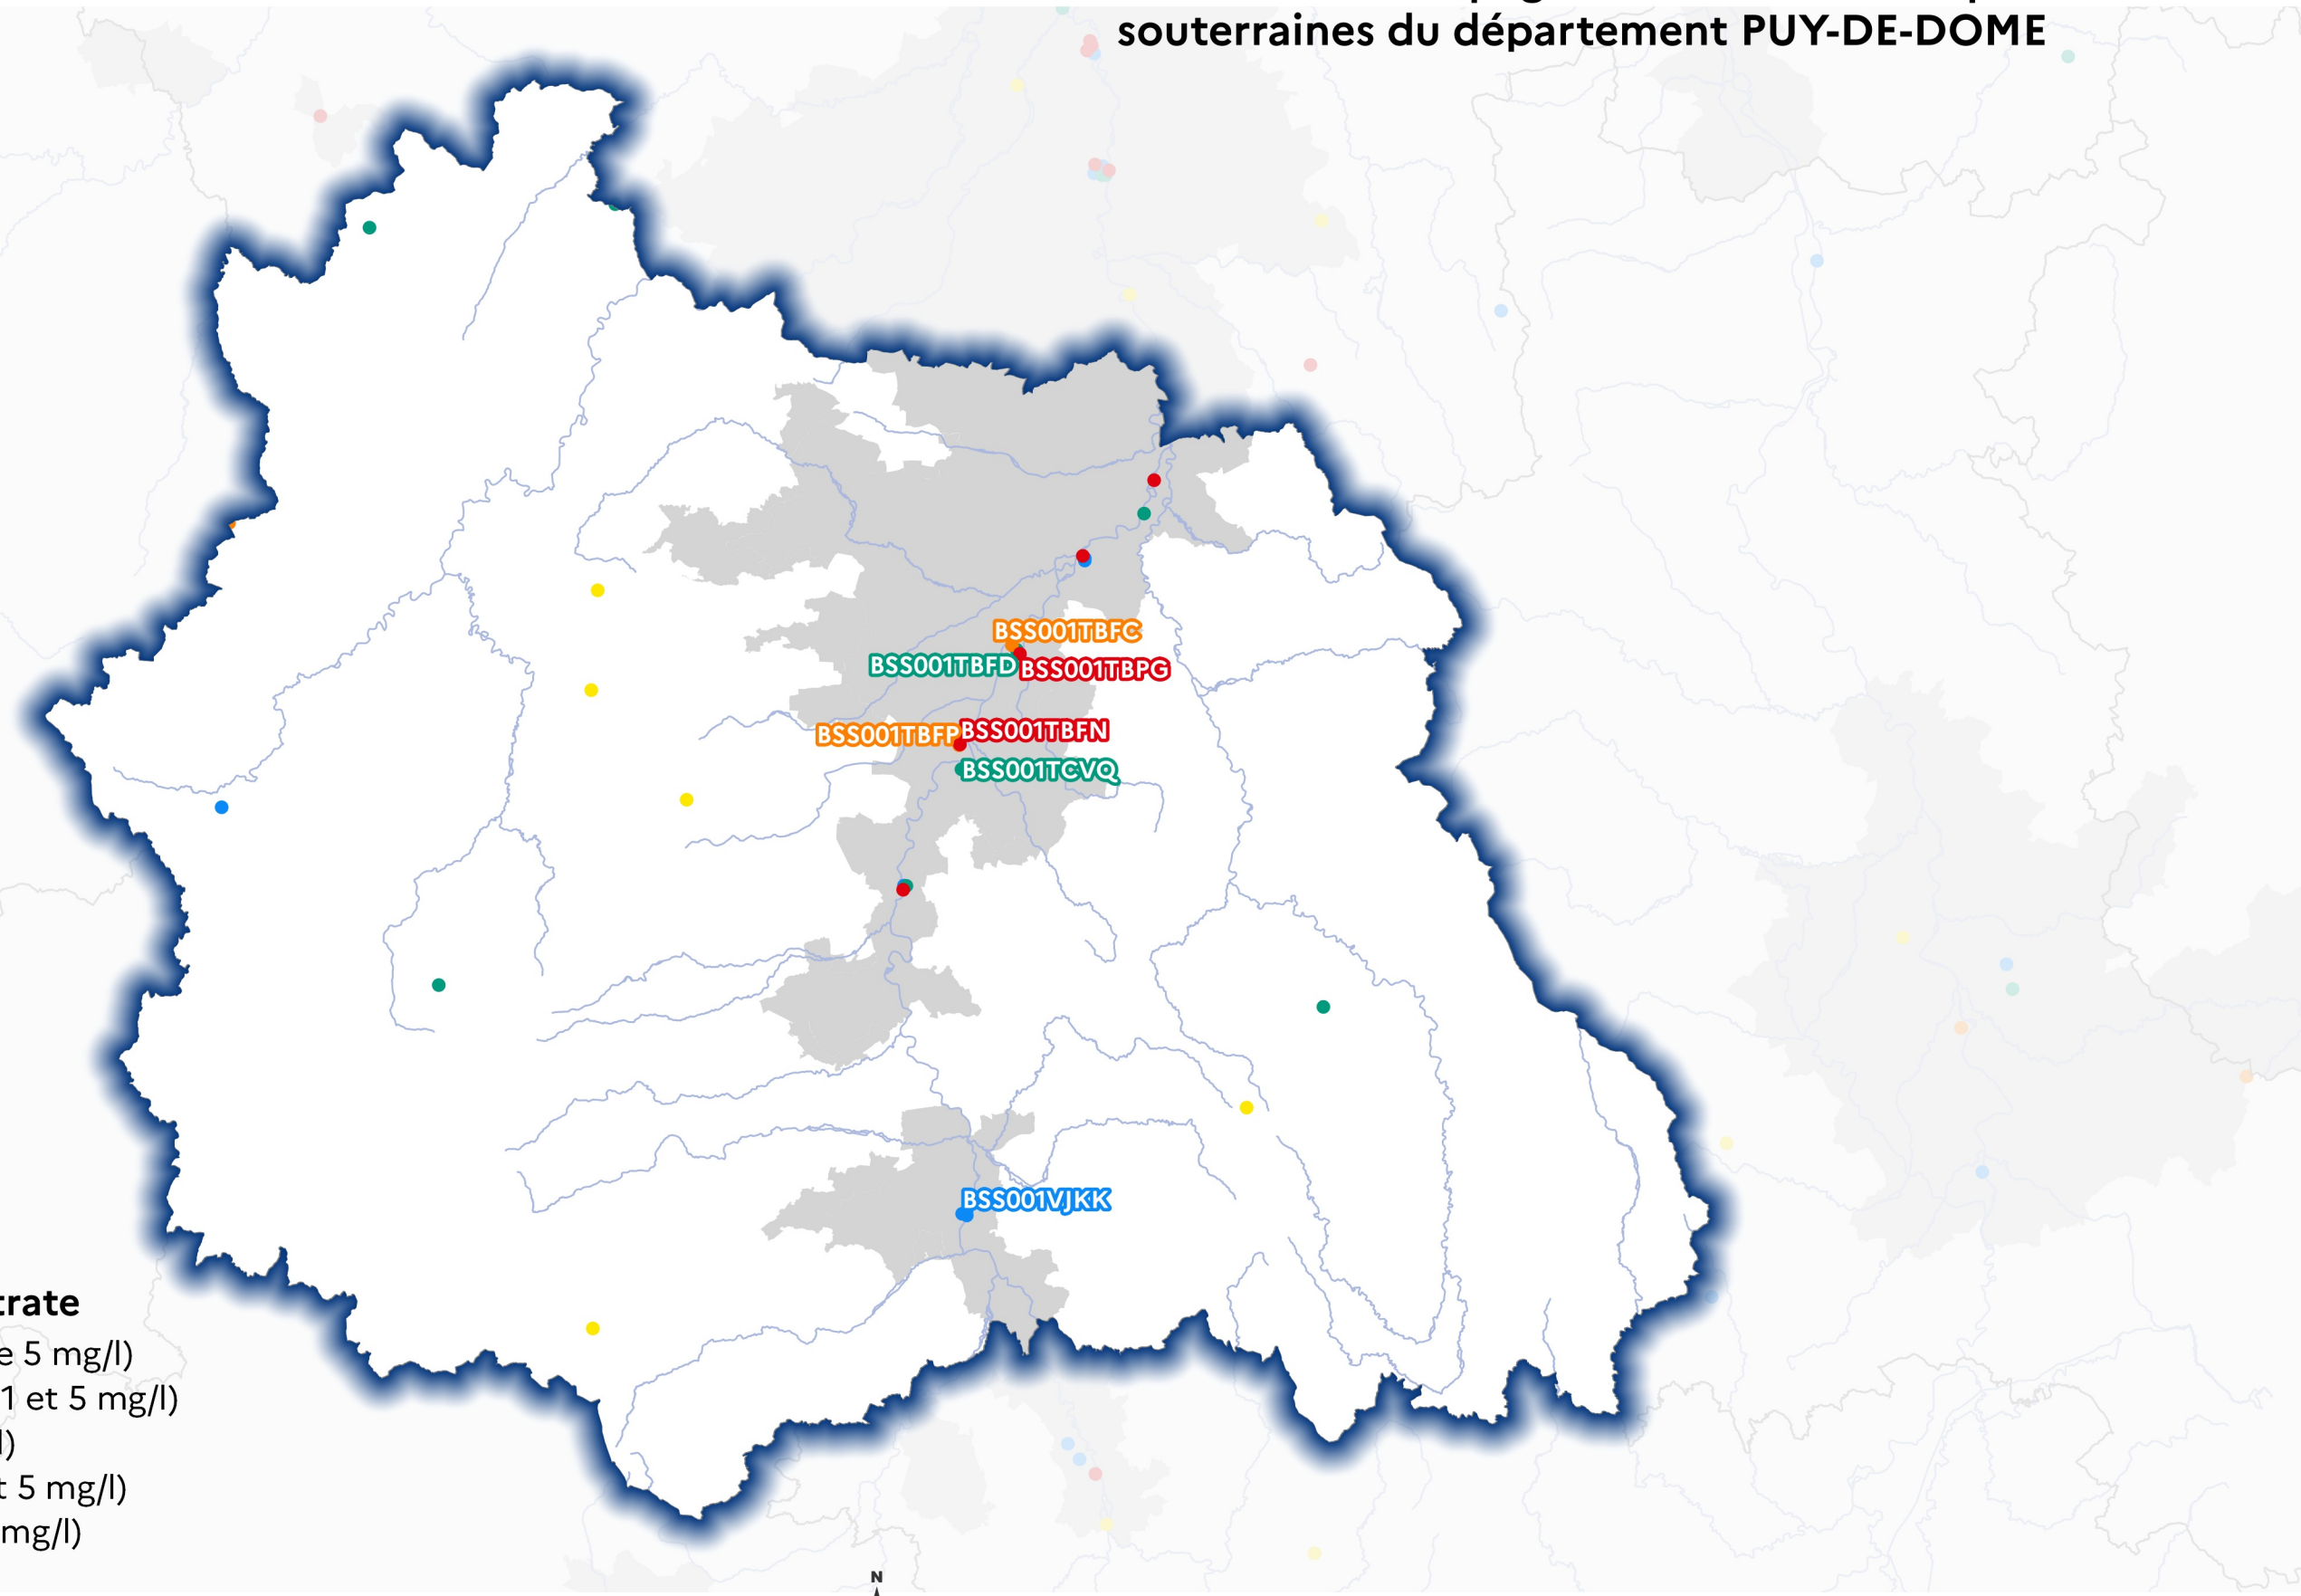 souterraines du département PUY-DE-DOME
BSS001TBFC
BSS001TBFD
BSS001TBPG
BSS001TBFP
BSS001TBFN
BSS001TCVQ
BSS001VJKK
trate
e 5 mg/l)
1 et 5 mg/l)
l)
t 5 mg/l)
mg/l)
N